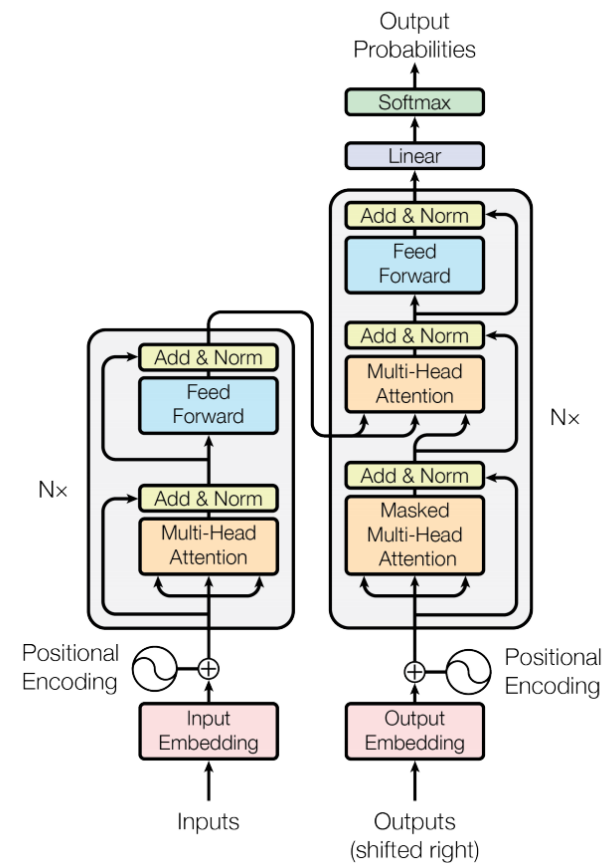 Output
Probabilities
Softmax
Linear
Add & Norm
Feed
Forward
Add & Norm
Multi-Head
Attention
Nx
Add & Norm
Masked
Multi-Head
Attention
Add & Norm
Feed
Forward
Nx
Add & Norm
Multi-Head
Attention
Positional
Encoding
Positional
Encoding
Input
Embedding
Output
Embedding
Inputs
Outputs
(shifted right)